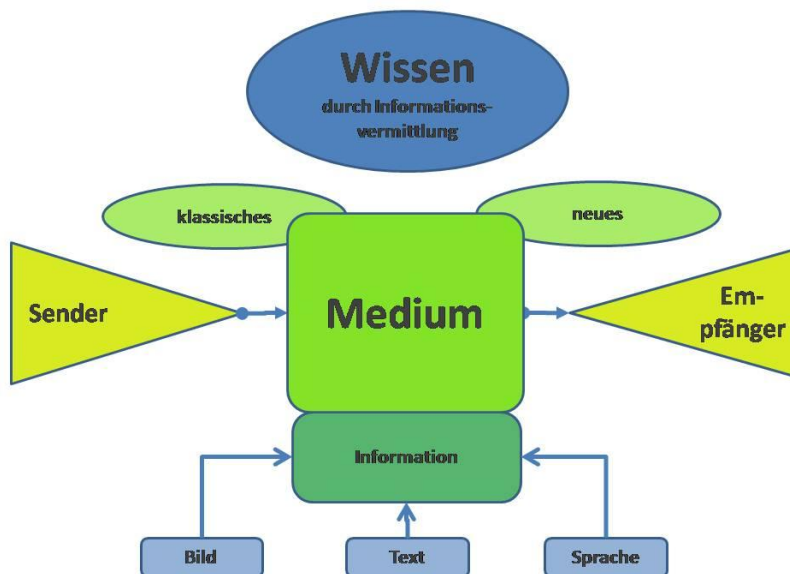 Wissen
durch Informations-
vermittlung
klassisches
neues
Sender
Medium
Em-
pfänger
Information
Bild
Text
Sprache